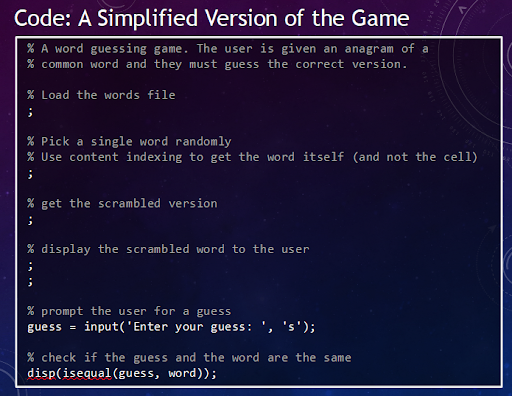 Code: A Simplified Version of the Game
% A word guessing game. The user is given an anagram of a
% common word and they must guess the correct version.
% Load the words file
;
% Pick a single word randomly
% Use content indexing to get the word itself (and not the cell)
;
% get the scrambled version
;
% display the scrambled word to the user
;
;
% prompt the user for a guess
guess = input('Enter your guess: ', 's');
% check if the guess and the word are the same
disp(isequal(guess, word));